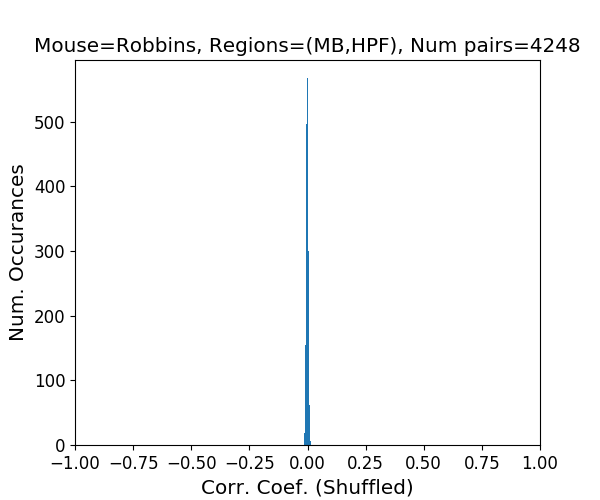 Mouse=Robbins, Regions=(MB,HPF), Num pairs=4248
Num. Occurances
500
400
300
200
100
0
−1.00 −0.75 −0.50 −0.25 0.00 0.25 0.50 0.75 1.00
Corr. Coef. (Shuffled)